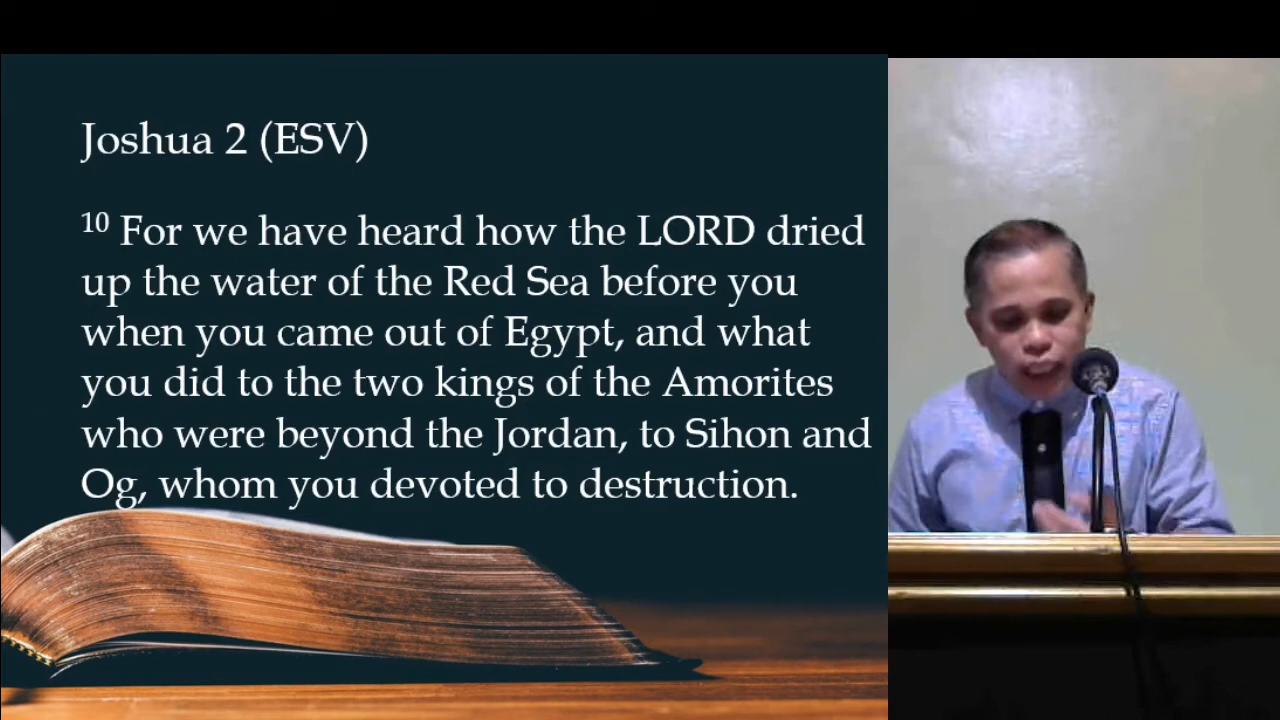 Joshua 2 (ESV)
10 For we have heard how the LORD dried
up the water of the Red Sea before you
when you came out of Egypt, and what
you did to the two kings of the Amorites
who were beyond the Jordan, to Sihon and
Og, whom you devoted to destruction.